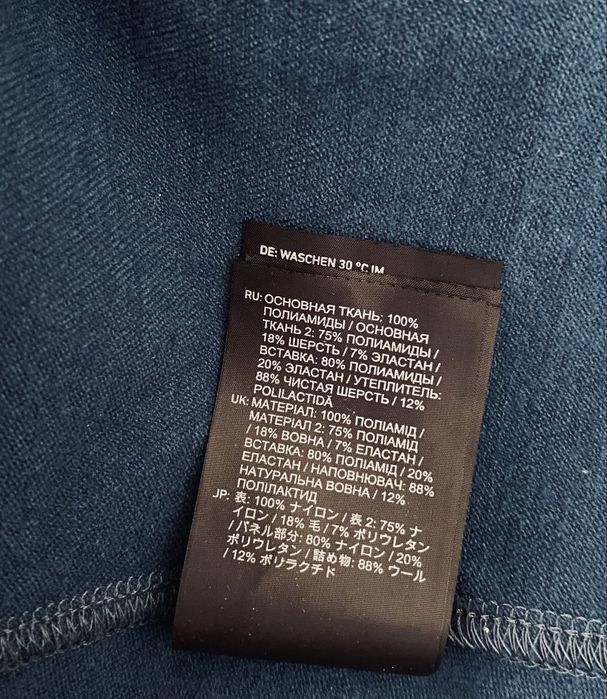 DE: WASCHEN 30 °C IM
RU: ОСНОВНАЯ ТКАНЬ: 100%
ПОЛИАМИДЫ / ОСНОВНАЯ
ТКАНЬ 2: 75% ПОЛИАМИДЫ /
18% ШЕРСТЬ / 7% ЭЛАСТАН /
ВСТАВКА: 80% ПОЛИАМИДЫ /
20% ЭЛАСТАН / УТЕПЛИТЕЛЬ:
88% ЧИСТАЯ ШЕРСТЬ / 12%
POLILACTIDĂ
UK: МАТЕРІАЛ: 100% ПОЛІАМІД /
МАТЕРІАЛ 2: 75% ПОЛІАМІД
/ 18% ВОВНА / 7% ЕЛАСТАН /
ВСТАВКА: 80% ПОЛІАМІД / 20%
ЕЛАСТАН / НАПОВНЮВАЧ: 88%
НАТУРАЛЬНА ВОВНА / 12%
ПОЛІЛАКТИД
JP: 表: 100% ナイロン / 表 2: 75% ナ
イロン / 18% 毛 / 7% ポリウレタン
/ パネル部分: 80% ナイロン / 20%
ポリウレタン / 詰め物: 88% ウール
/ 12% ポリラクチド